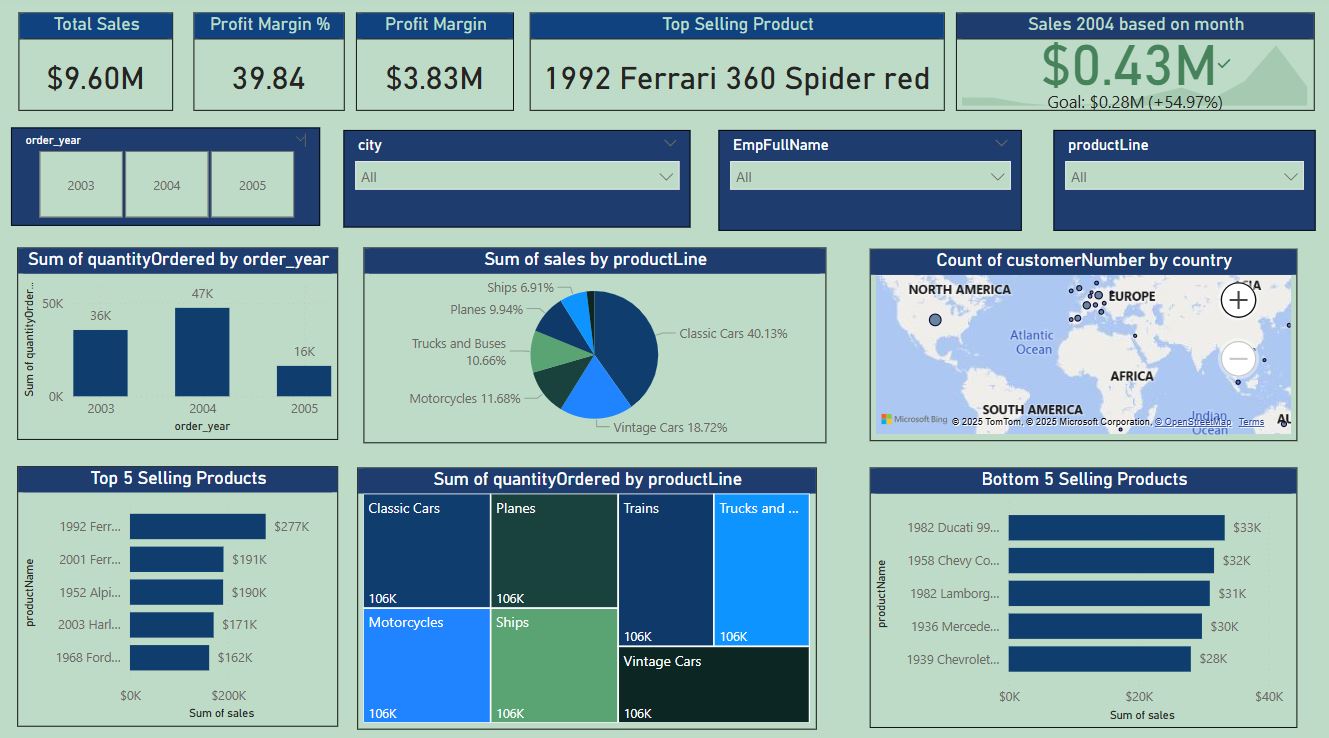 Total Sales
$9.60M
Profit Margin %
39.84
Profit Margin
$3.83M
Top Selling Product
1992 Ferrari 360 Spider red
Sales 2004 based on month
$0.43M
Goal: $0.28M (+54.97%)
order_year
2003
2004
2005
city
All
EmpFullName
All
productLine
All
Sum of quantityOrdered by order_year
Sum of quantityOrder...
50K
0K
36K
47K
16K
2003
2004
2005
order_year
Sum of sales by productLine
Ships 6.91%
Planes 9.94%
Trucks and Buses
10.66%
Motorcycles 11.68%
Classic Cars 40.13%
Vintage Cars 18.72%
Count of customerNumber by country
NORTH AMERICA
EUROPE
IA
Atlantic
Ocean
AFRICA
SOUTH AMERICA
Indian
Ocean
AU
Microsoft Bing
© 2025 TomTom, © 2025 Microsoft Corporation, © OpenStreetMap Terms
Top 5 Selling Products
productName
1992 Ferr... $277K
2001 Ferr... $191K
1952 Alpi... $190K
2003 Harl... $171K
1968 Ford... $162K
$0K $200K
Sum of sales
Sum of quantityOrdered by productLine
Classic Cars
106K
Planes
106K
Trains
106K
Trucks and ...
106K
Motorcycles
106K
Ships
106K
Vintage Cars
106K
Bottom 5 Selling Products
productName
1982 Ducati 99... $33K
1958 Chevy Co... $32K
1982 Lamborg... $31K
1936 Mercede... $30K
1939 Chevrolet... $28K
$0K $20K $40K
Sum of sales